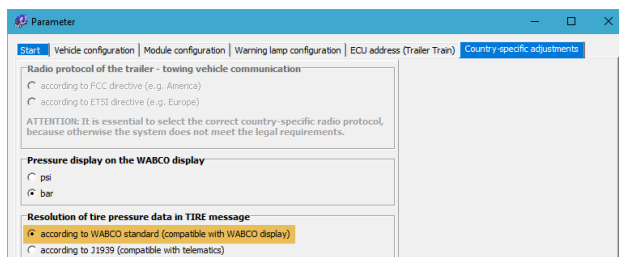 Parameter
Start Vehicle configuration Module configuration Warning lamp configuration ECU address (Trailer Train) Country-specific adjustments
Radio protocol of the trailer - towing vehicle communication
according to FCC directive (e.g. America)
according to ETSI directive (e.g. Europe)
ATTENTION: It is essential to select the correct country-specific radio protocol,
because otherwise the system does not meet the legal requirements.
Pressure display on the WABCO display
psi
bar
Resolution of tire pressure data in TIRE message
according to WABCO standard (compatible with WABCO display)
according to J1939 (compatible with telematics)